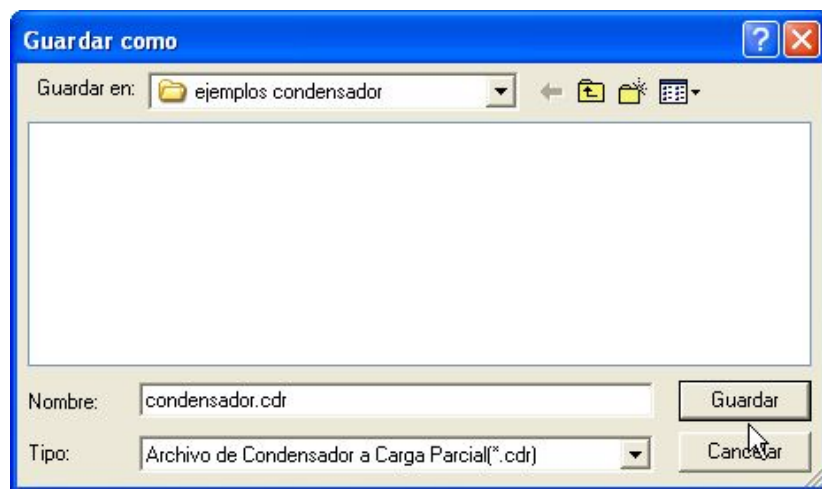 Guardar como
Guardar en: ejemplos condensador
Nombre: condensador.cdr Guardar
Tipo: Archivo de Condensador a Carga Parcial(*.cdr) Cancelar